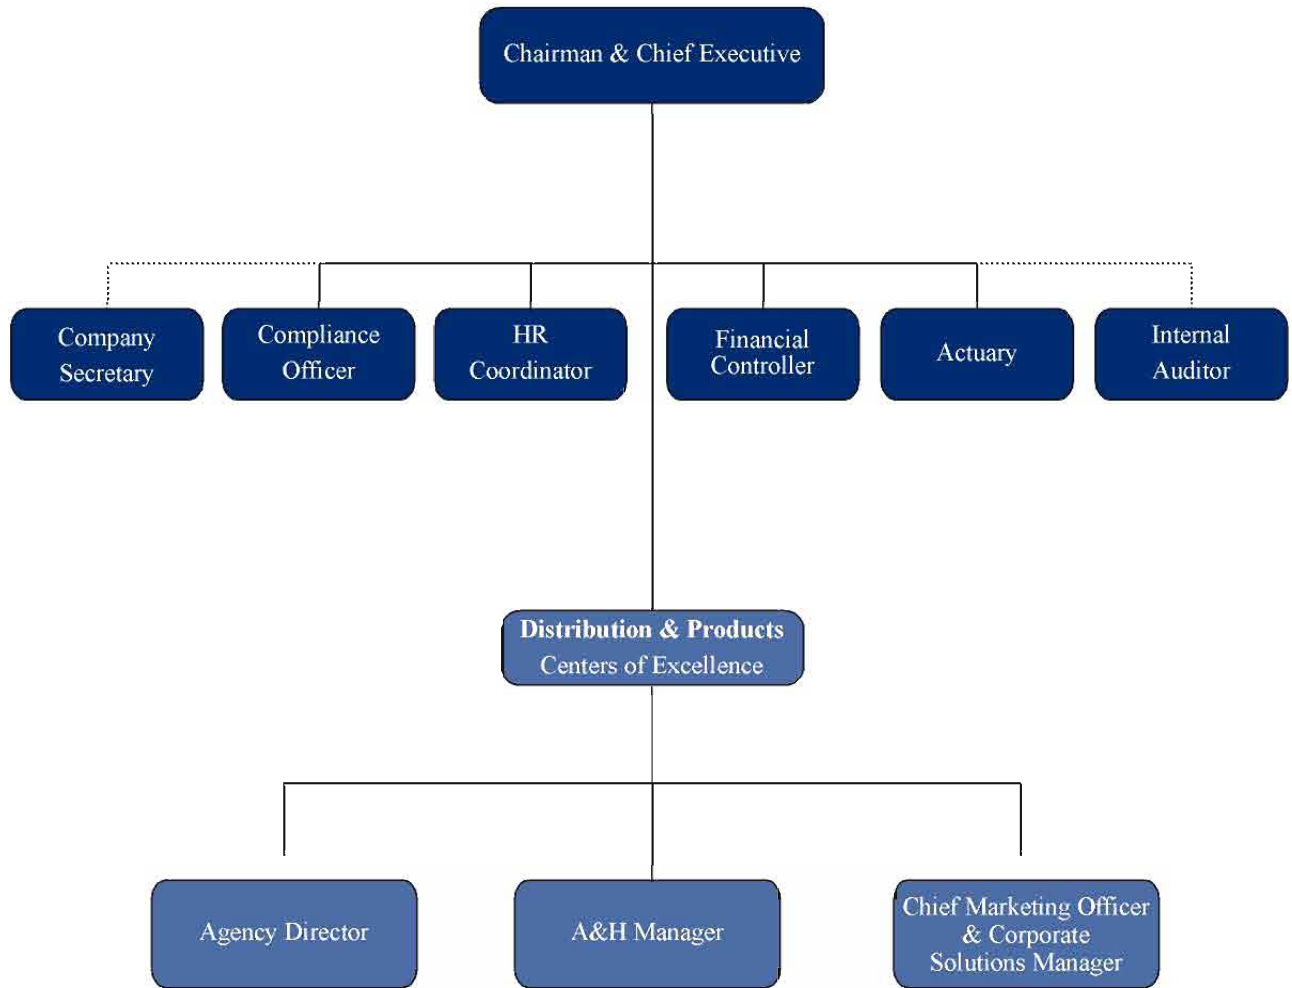 Chairman & Chief Executive
Company
Secretary
Compliance
Officer
HR
Coordinator
Financial
Controller
Actuary
Internal
Auditor
Distribution & Products
Centers of Excellence
Agency Director
A&H Manager
Chief Marketing Officer
& Corporate
Solutions Manager